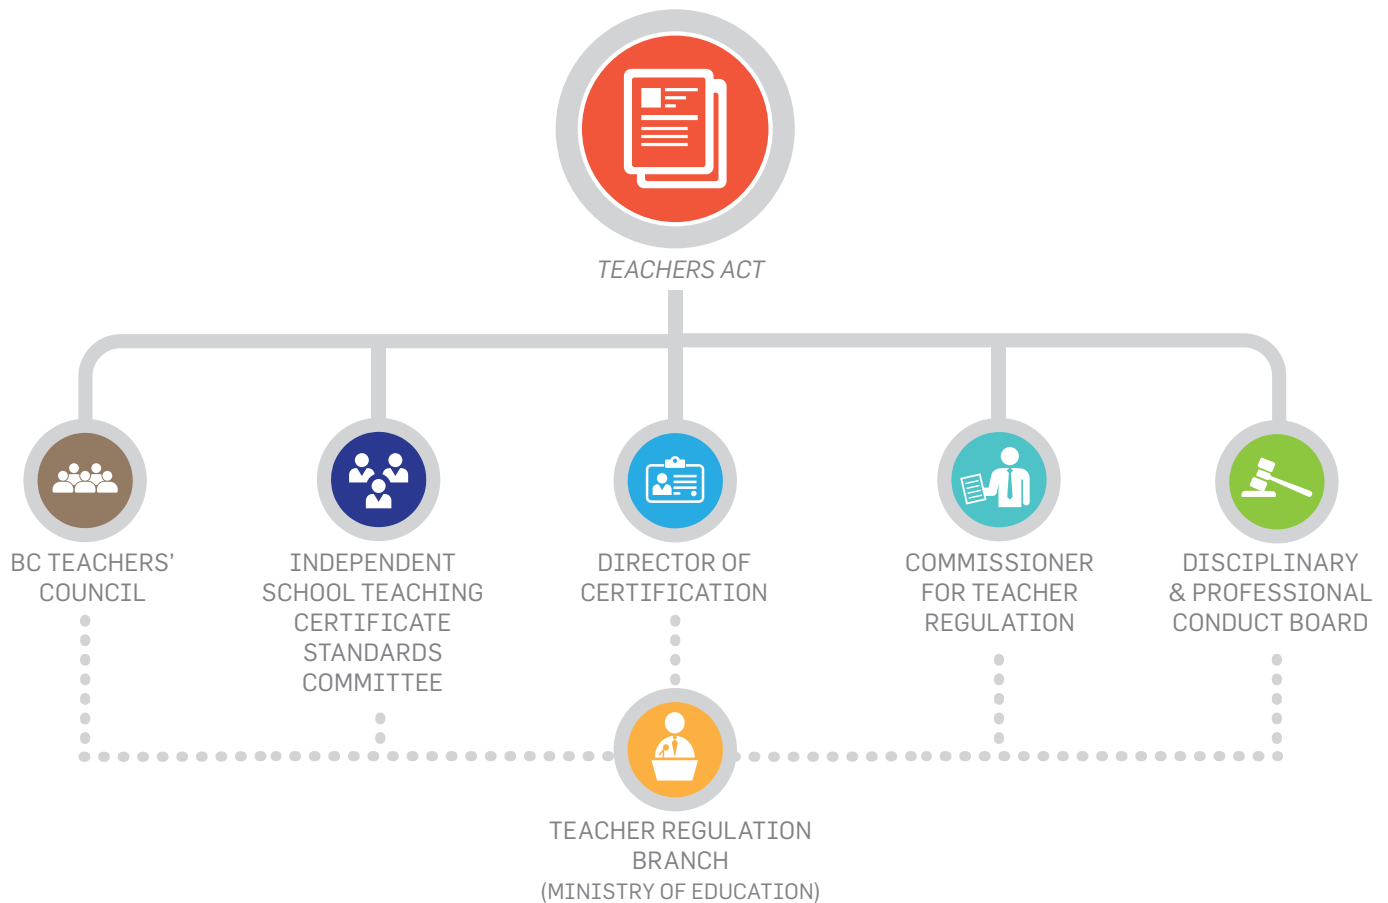 TEACHERS ACT
BC TEACHERS’
COUNCIL
INDEPENDENT
SCHOOL TEACHING
CERTIFICATE
STANDARDS
COMMITTEE
DIRECTOR OF
CERTIFICATION
COMMISSIONER
FOR TEACHER
REGULATION
DISCIPLINARY
& PROFESSIONAL
CONDUCT BOARD
TEACHER REGULATION
BRANCH
(MINISTRY OF EDUCATION)